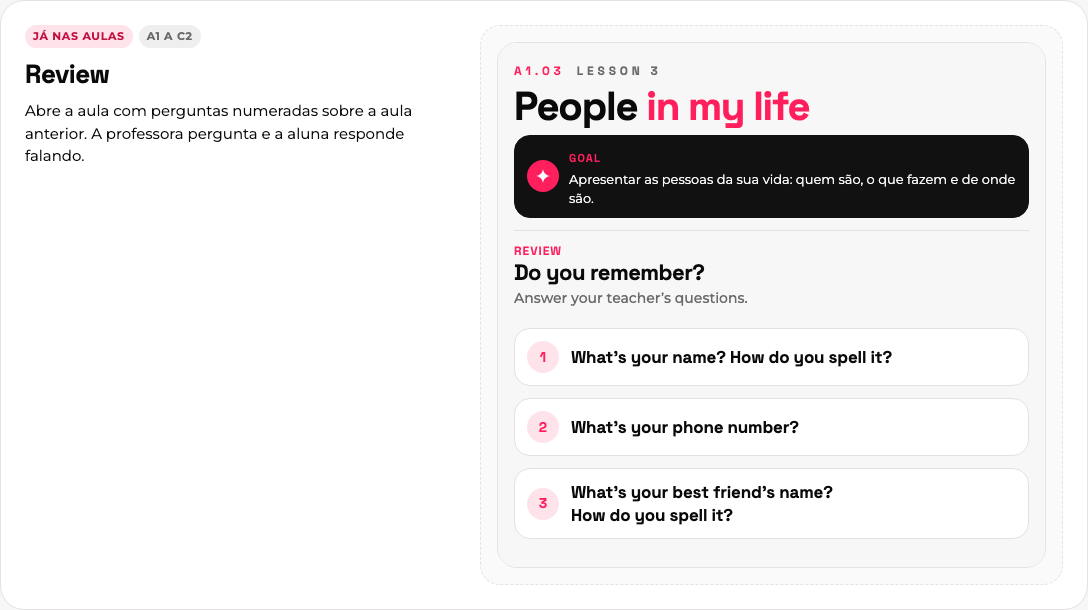 JÁ NAS AULAS
A1 A C2
Review
Abre a aula com perguntas numeradas sobre a aula
anterior. A professora pergunta e a aluna responde
falando.
A1.03 LESSON 3
People in my life
GOAL
Apresentar as pessoas da sua vida: quem são, o que fazem e de onde
são.
REVIEW
Do you remember?
Answer your teacher’s questions.
1 What’s your name? How do you spell it?
2 What’s your phone number?
3 What’s your best friend’s name?
How do you spell it?